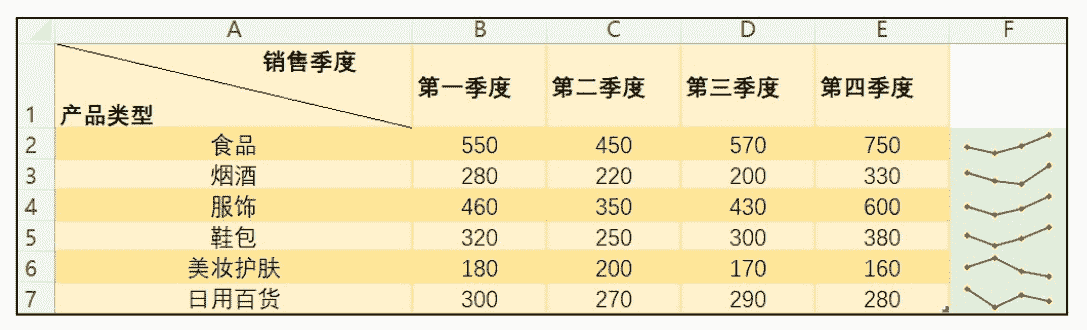 A B C D E F
销售季度
第一季度 第二季度 第三季度 第四季度
1 产品类型
2 食品 550 450 570 750
3 烟酒 280 220 200 330
4 服饰 460 350 430 600
5 鞋包 320 250 300 380
6 美妆护肤 180 200 170 160
7 日用百货 300 270 290 280